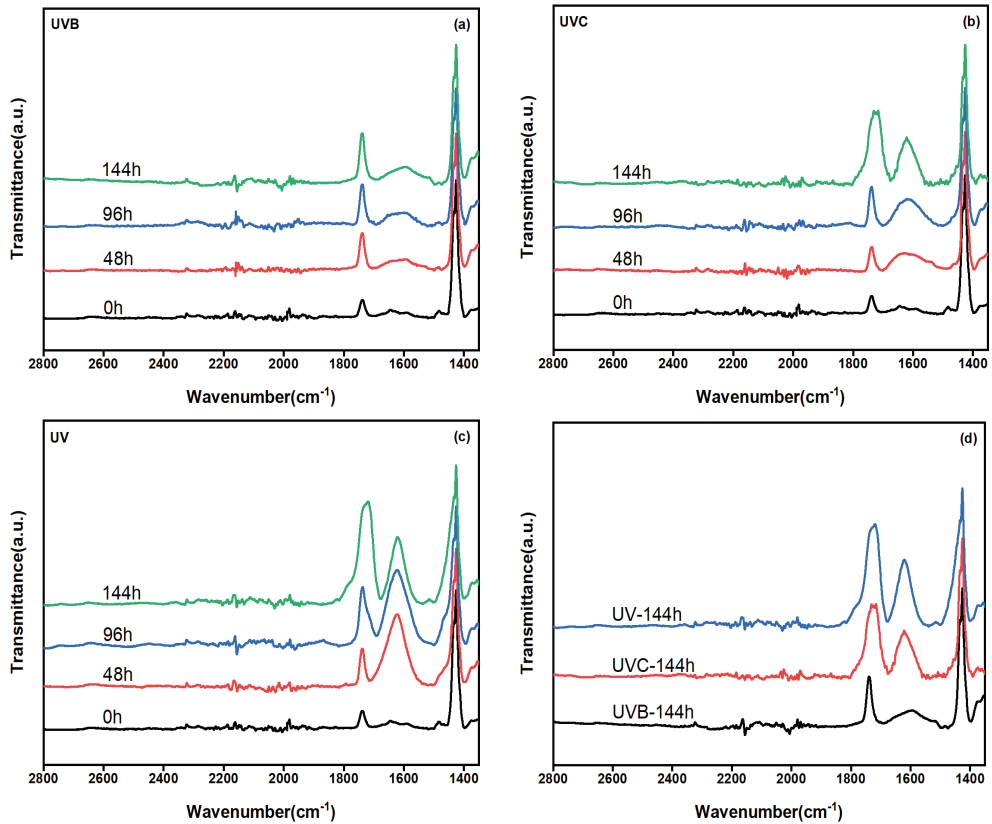 UVB (a)
Transmittance(a.u.)
144h
96h
48h
0h
2800 2600 2400 2200 2000 1800 1600 1400
Wavenumber(cm⁻¹)
UVC (b)
Transmittance(a.u.)
144h
96h
48h
0h
2800 2600 2400 2200 2000 1800 1600 1400
Wavenumber(cm⁻¹)
UV (c)
Transmittance(a.u.)
144h
96h
48h
0h
2800 2600 2400 2200 2000 1800 1600 1400
Wavenumber(cm⁻¹)
(d)
Transmittance(a.u.)
UV-144h
UVC-144h
UVB-144h
2800 2600 2400 2200 2000 1800 1600 1400
Wavenumber(cm⁻¹)